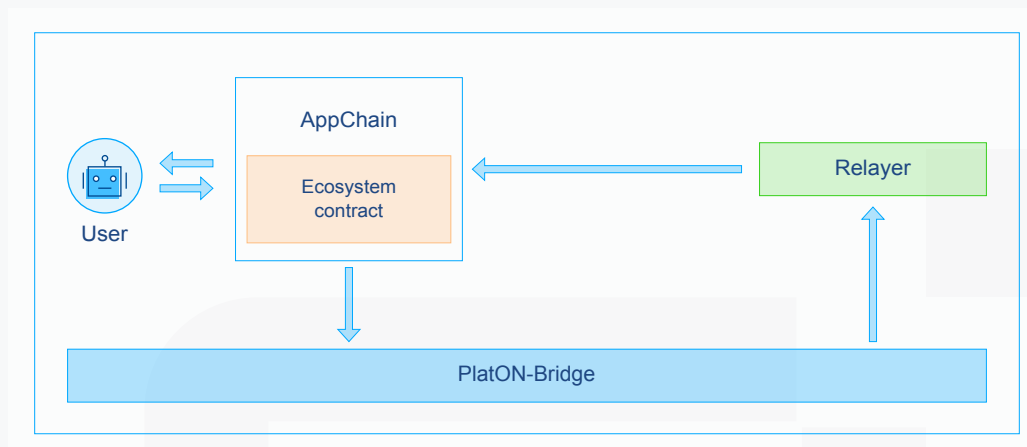 AppChain
Ecosystem
contract
User
Relayer
PlatON-Bridge